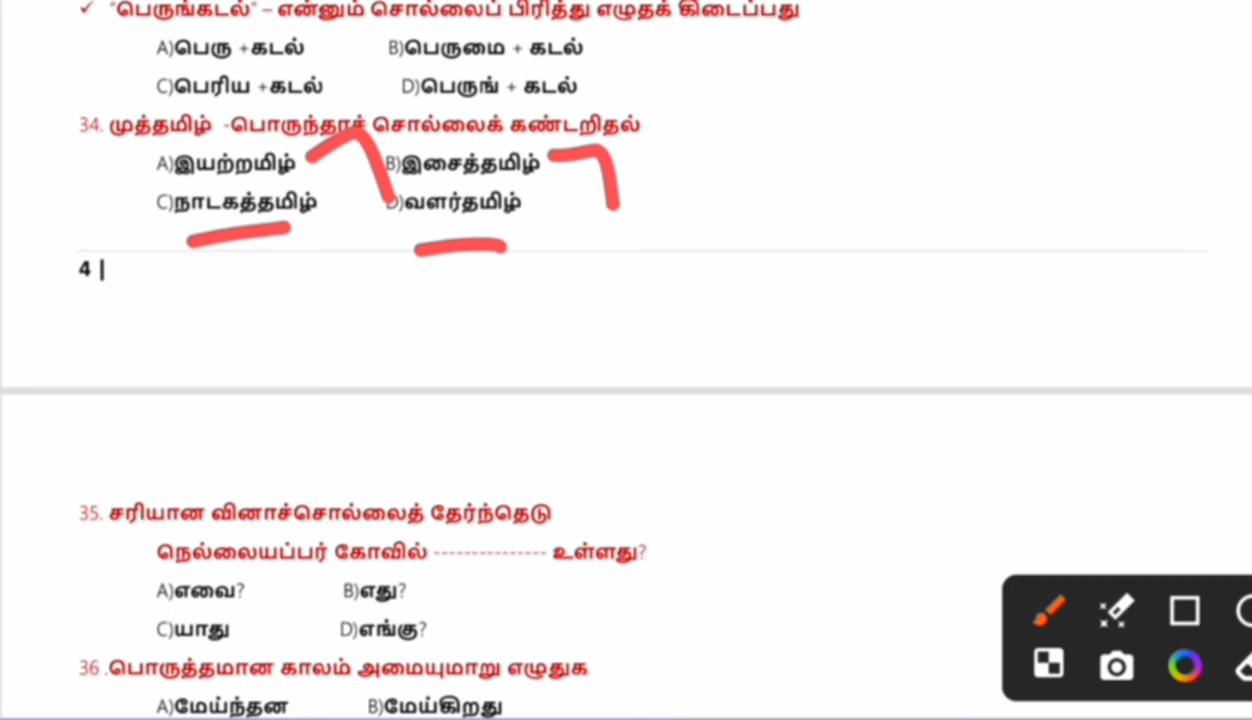 ✓ "பெருங்கடல்" – என்னும் சொல்லைப் பிரித்து எழுதக் கிடைப்பது
A)பெரு +கடல் B)பெருமை + கடல்
C)பெரிய +கடல் D)பெருங் + கடல்
34. முத்தமிழ் -பொருந்தாச் சொல்லைக் கண்டறிதல்
A)இயற்றமிழ் B)இசைத்தமிழ்
C)நாடகத்தமிழ் D)வளர்தமிழ்
4 |
35. சரியான வினாச்சொல்லைத் தேர்ந்தெடு
நெல்லையப்பர் கோவில் --------------- உள்ளது?
A)எவை? B)எது?
C)யாது D)எங்கு?
36 .பொருத்தமான காலம் அமையுமாறு எழுதுக
A)மேய்ந்தன B)மேய்கிறது